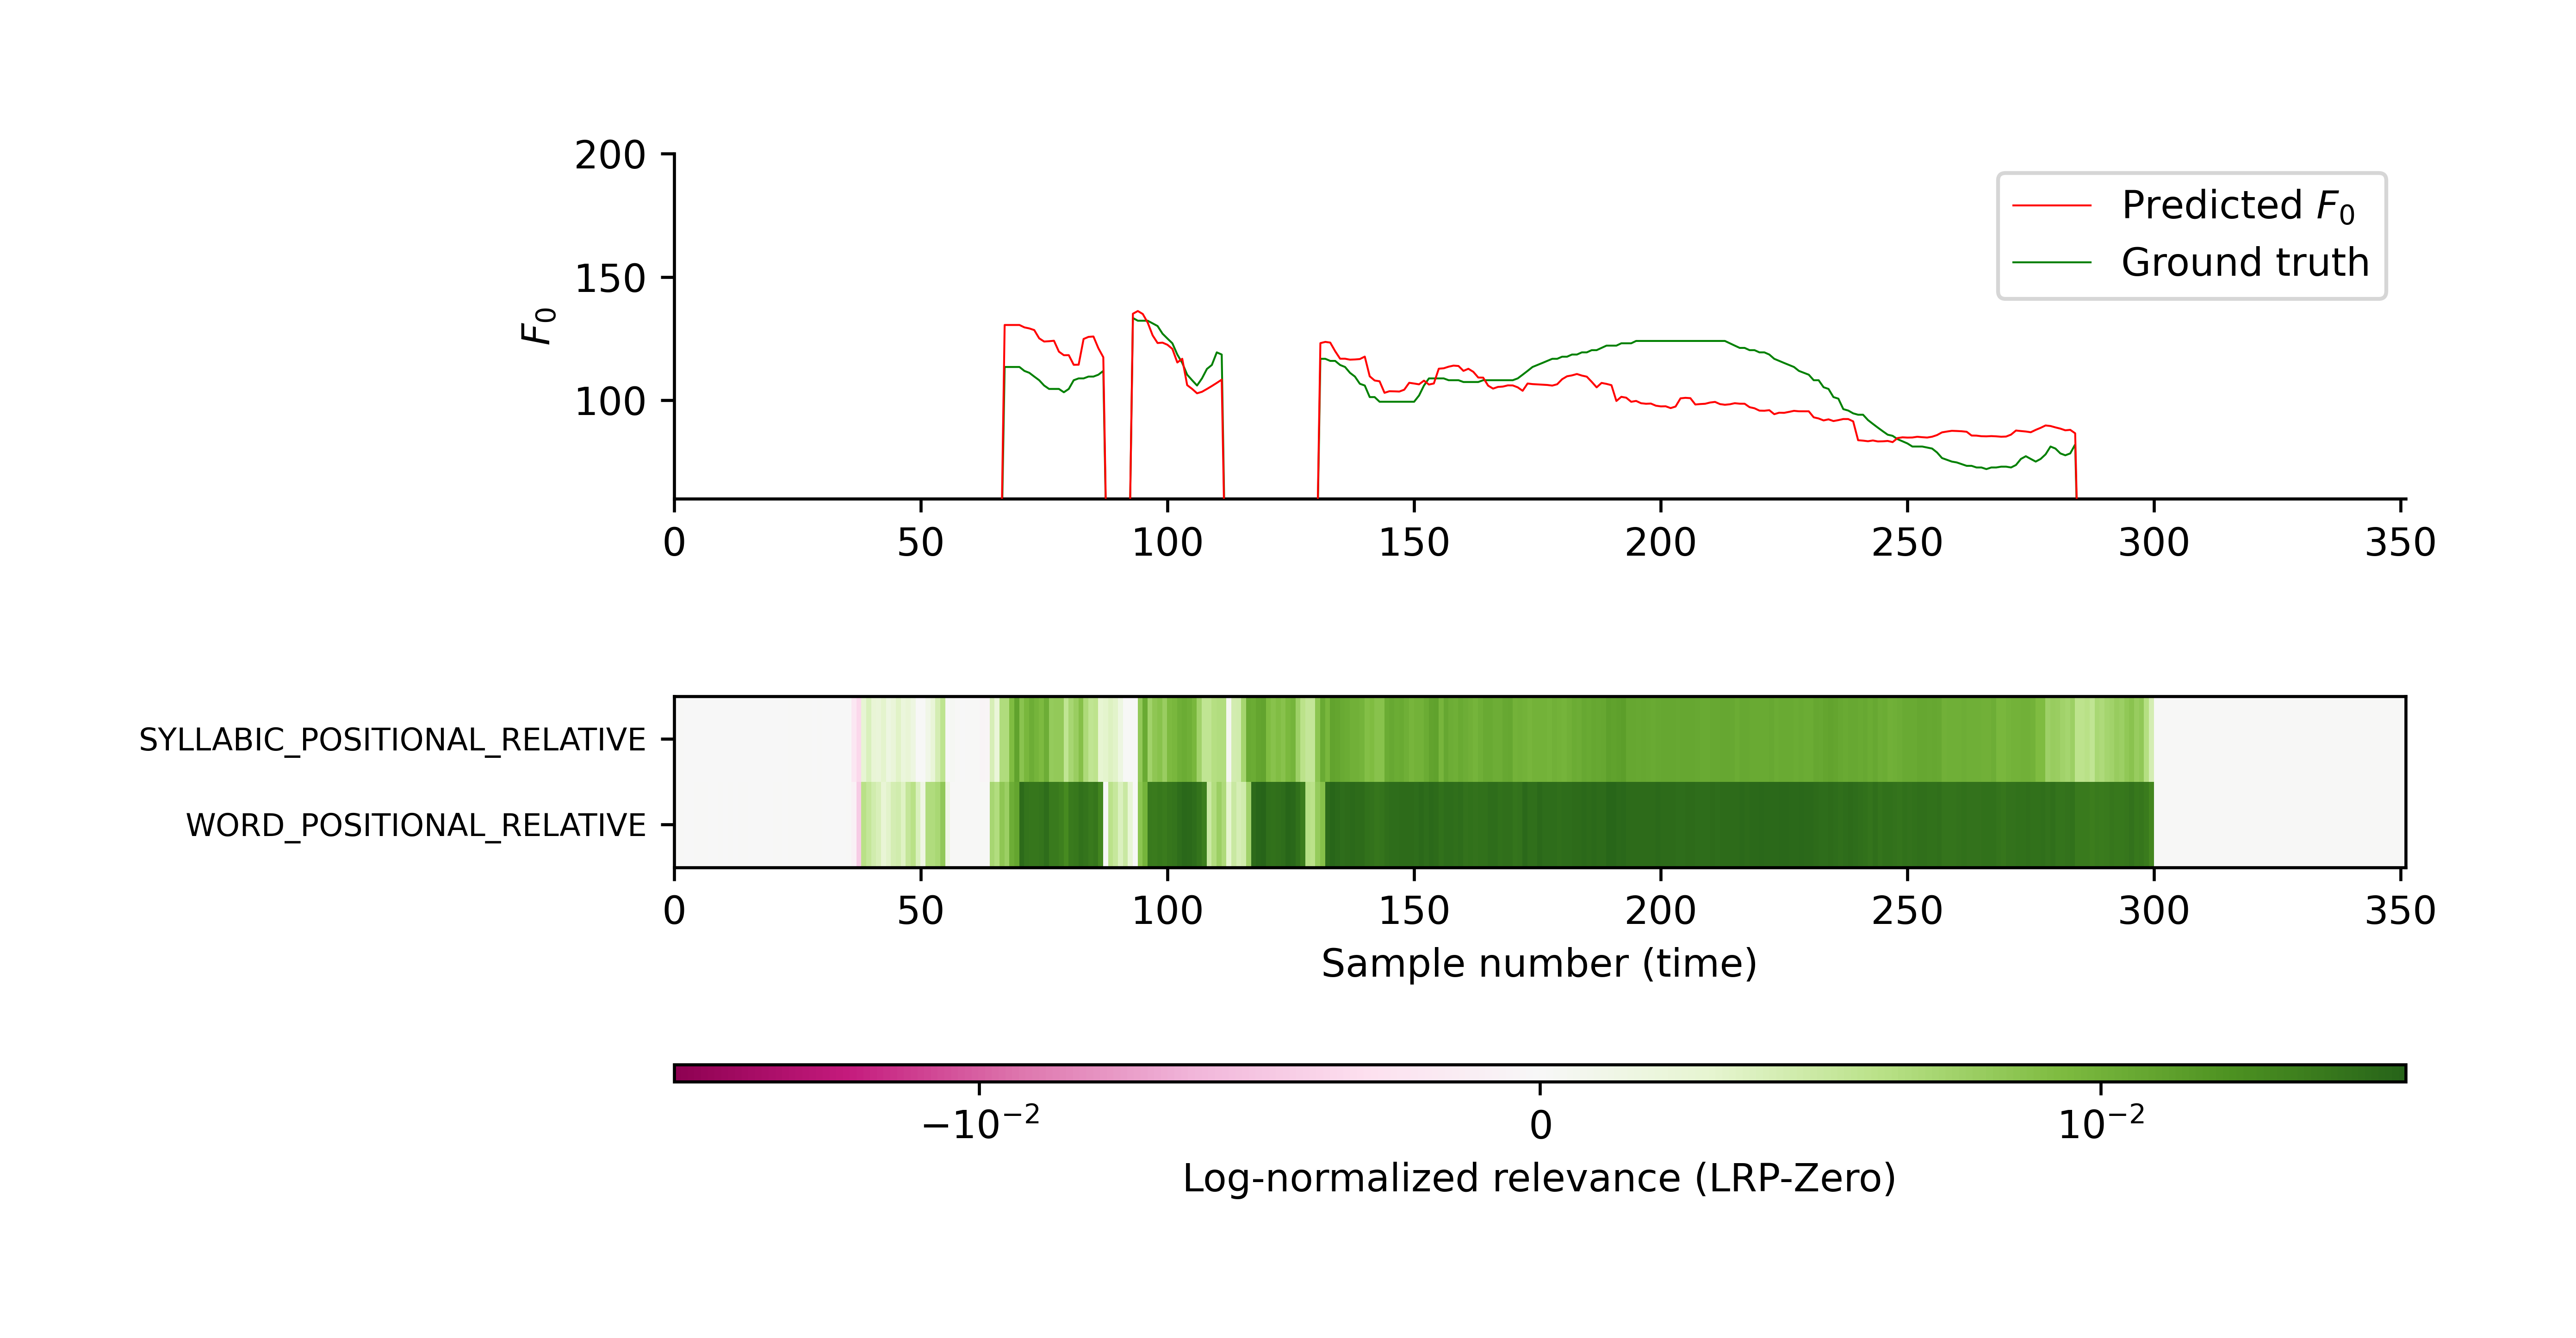 200
150
100
F₀
Predicted F₀
Ground truth
0 50 100 150 200 250 300 350
SYLLABIC_POSITIONAL_RELATIVE
WORD_POSITIONAL_RELATIVE
0 50 100 150 200 250 300 350
Sample number (time)
−10⁻² 0 10⁻²
Log-normalized relevance (LRP-Zero)